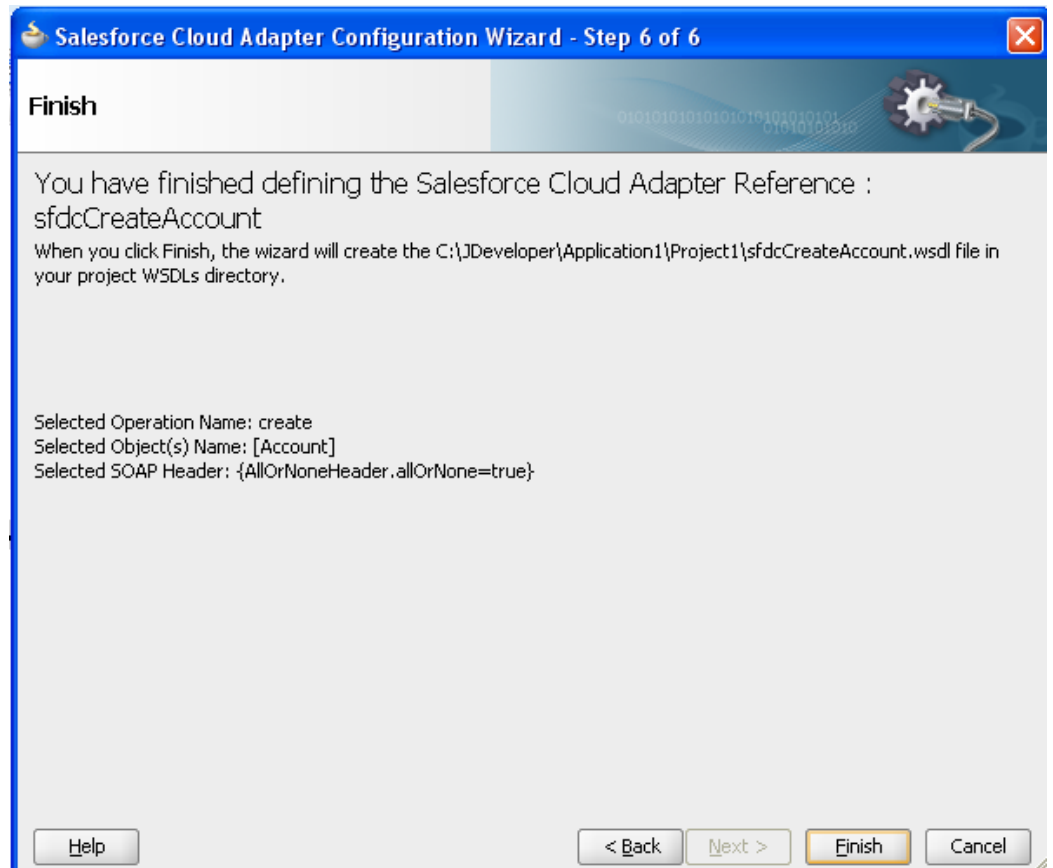 Salesforce Cloud Adapter Configuration Wizard - Step 6 of 6
Finish
You have finished defining the Salesforce Cloud Adapter Reference :
sfdcCreateAccount
When you click Finish, the wizard will create the C:\JDeveloper\Application1\Project1\sfdcCreateAccount.wsdl file in
your project WSDLs directory.
Selected Operation Name: create
Selected Object(s) Name: [Account]
Selected SOAP Header: {AllOrNoneHeader.allOrNone=true}
Help
< Back
Next >
Finish
Cancel